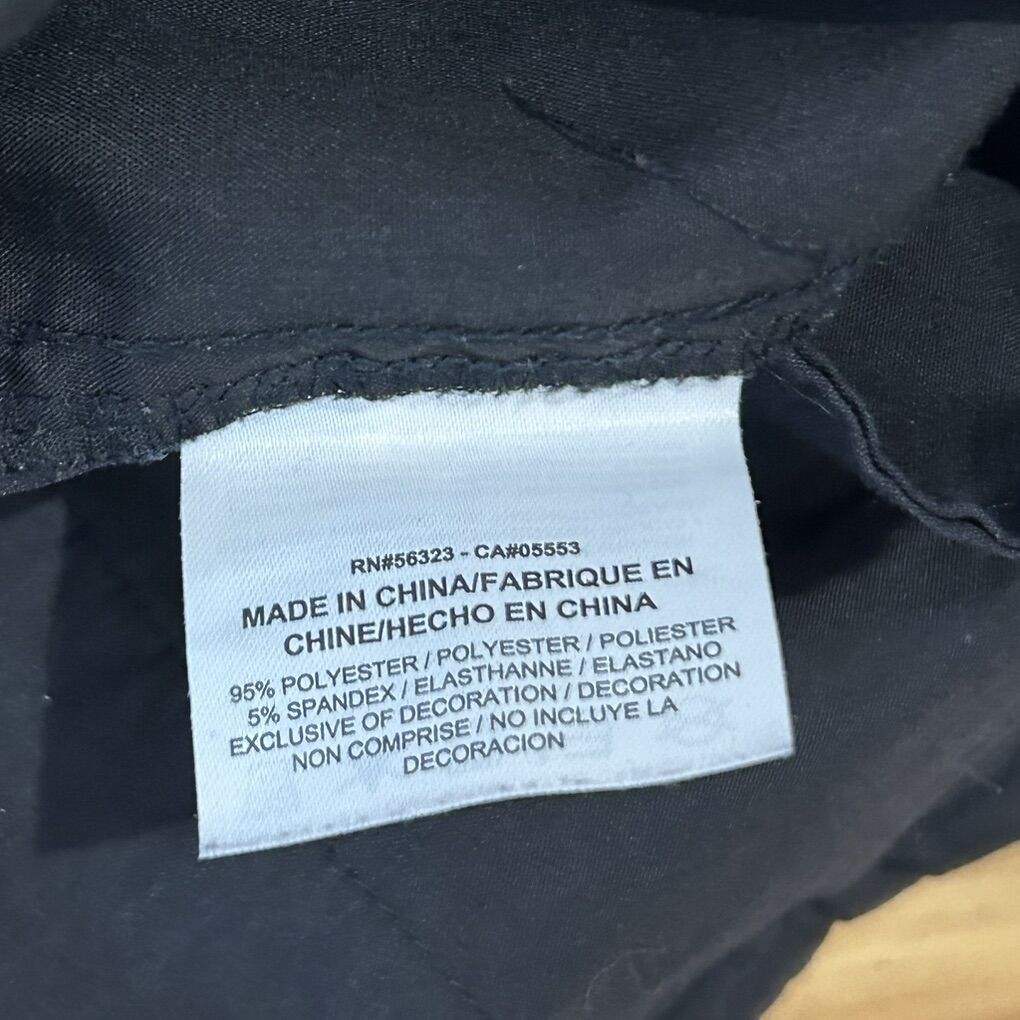 RN#56323 - CA#05553
MADE IN CHINA/FABRIQUE EN
CHINE/HECHO EN CHINA
95% POLYESTER / POLYESTER / POLIESTER
5% SPANDEX / ELASTHANNE / ELASTANO
EXCLUSIVE OF DECORATION / DECORATION
NON COMPRISE / NO INCLUYE LA
DECORACION